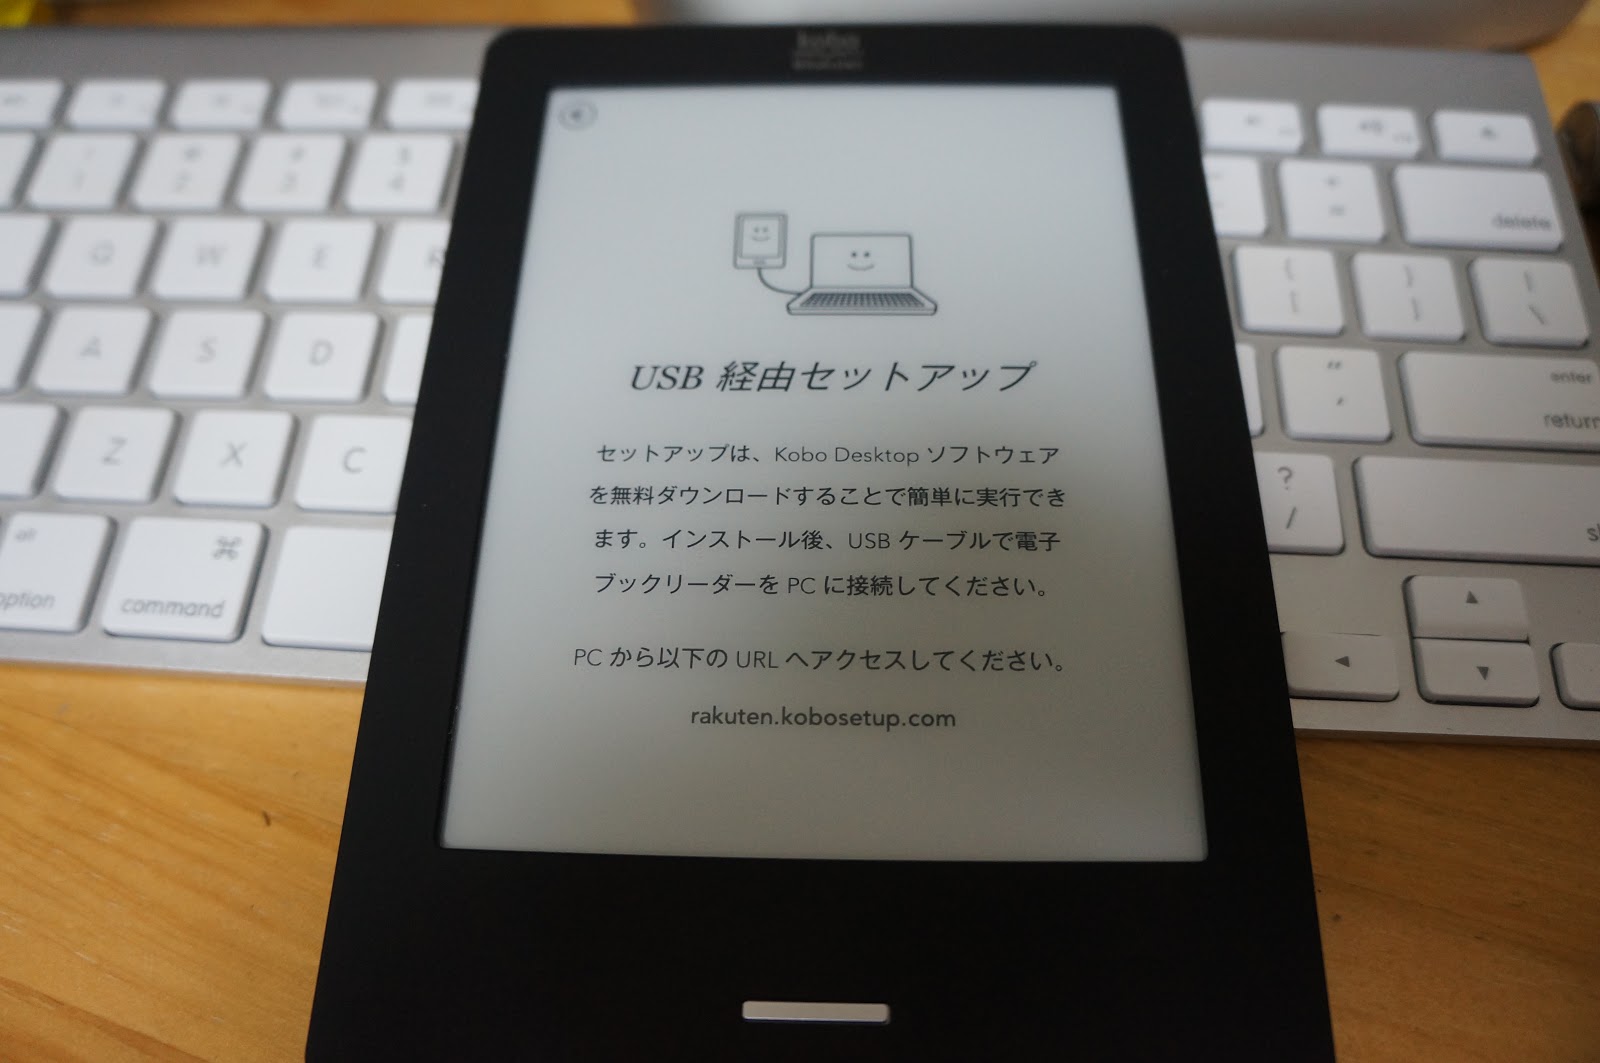 kobo
USB 経由セットアップ
セットアップは、Kobo Desktop ソフトウェア
を無料ダウンロードすることで簡単に実行でき
ます。インストール後、USB ケーブルで電子
ブックリーダーを PC に接続してください。
PC から以下の URL へアクセスしてください。
rakuten.kobosetup.com
! @ # $
1 2 3 4
Q W E R
A S D
Z X C
alt ⌘
option command
+
=
delete
{ } |
[ ] \
" enter
' return
?
/